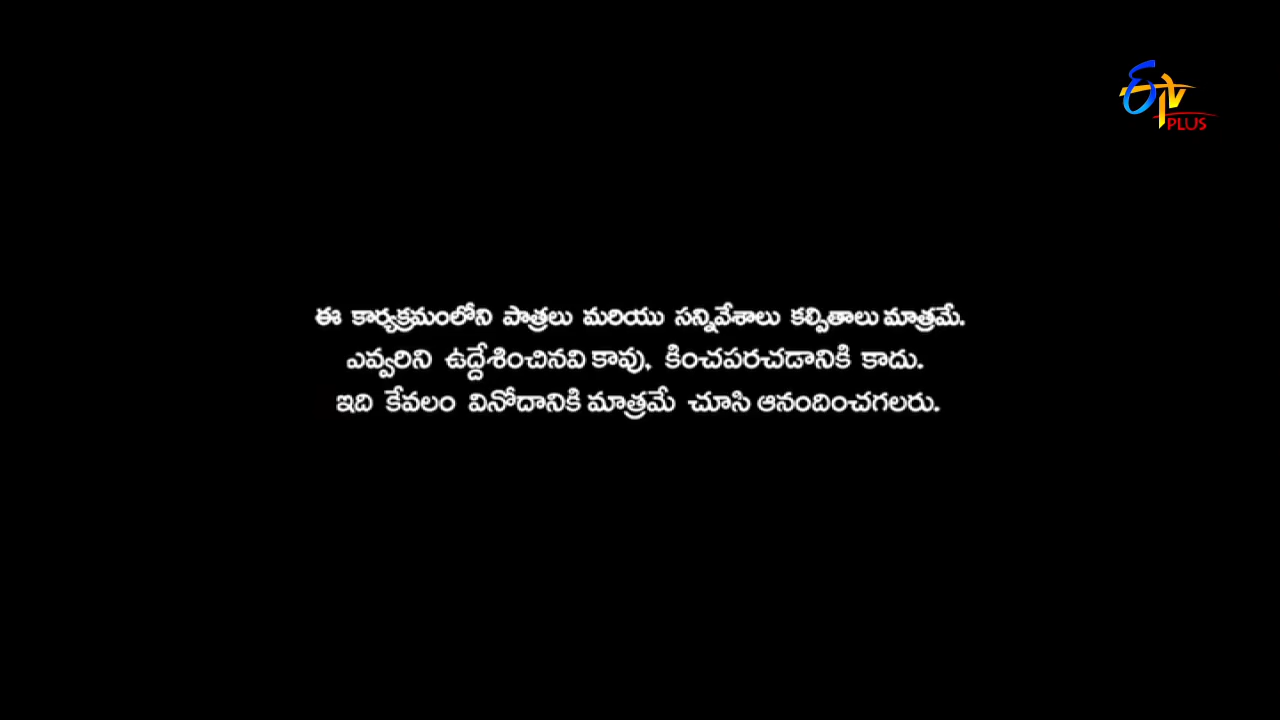 ETV
PLUS
ఈ కార్యక్రమంలోని పాత్రలు మరియు సన్నివేశాలు కల్పితాలు మాత్రమే.
ఎవ్వరిని ఉద్దేశించినవి కావు, కించపరచడానికి కాదు.
ఇది కేవలం వినోదానికి మాత్రమే చూసి ఆనందించగలరు.